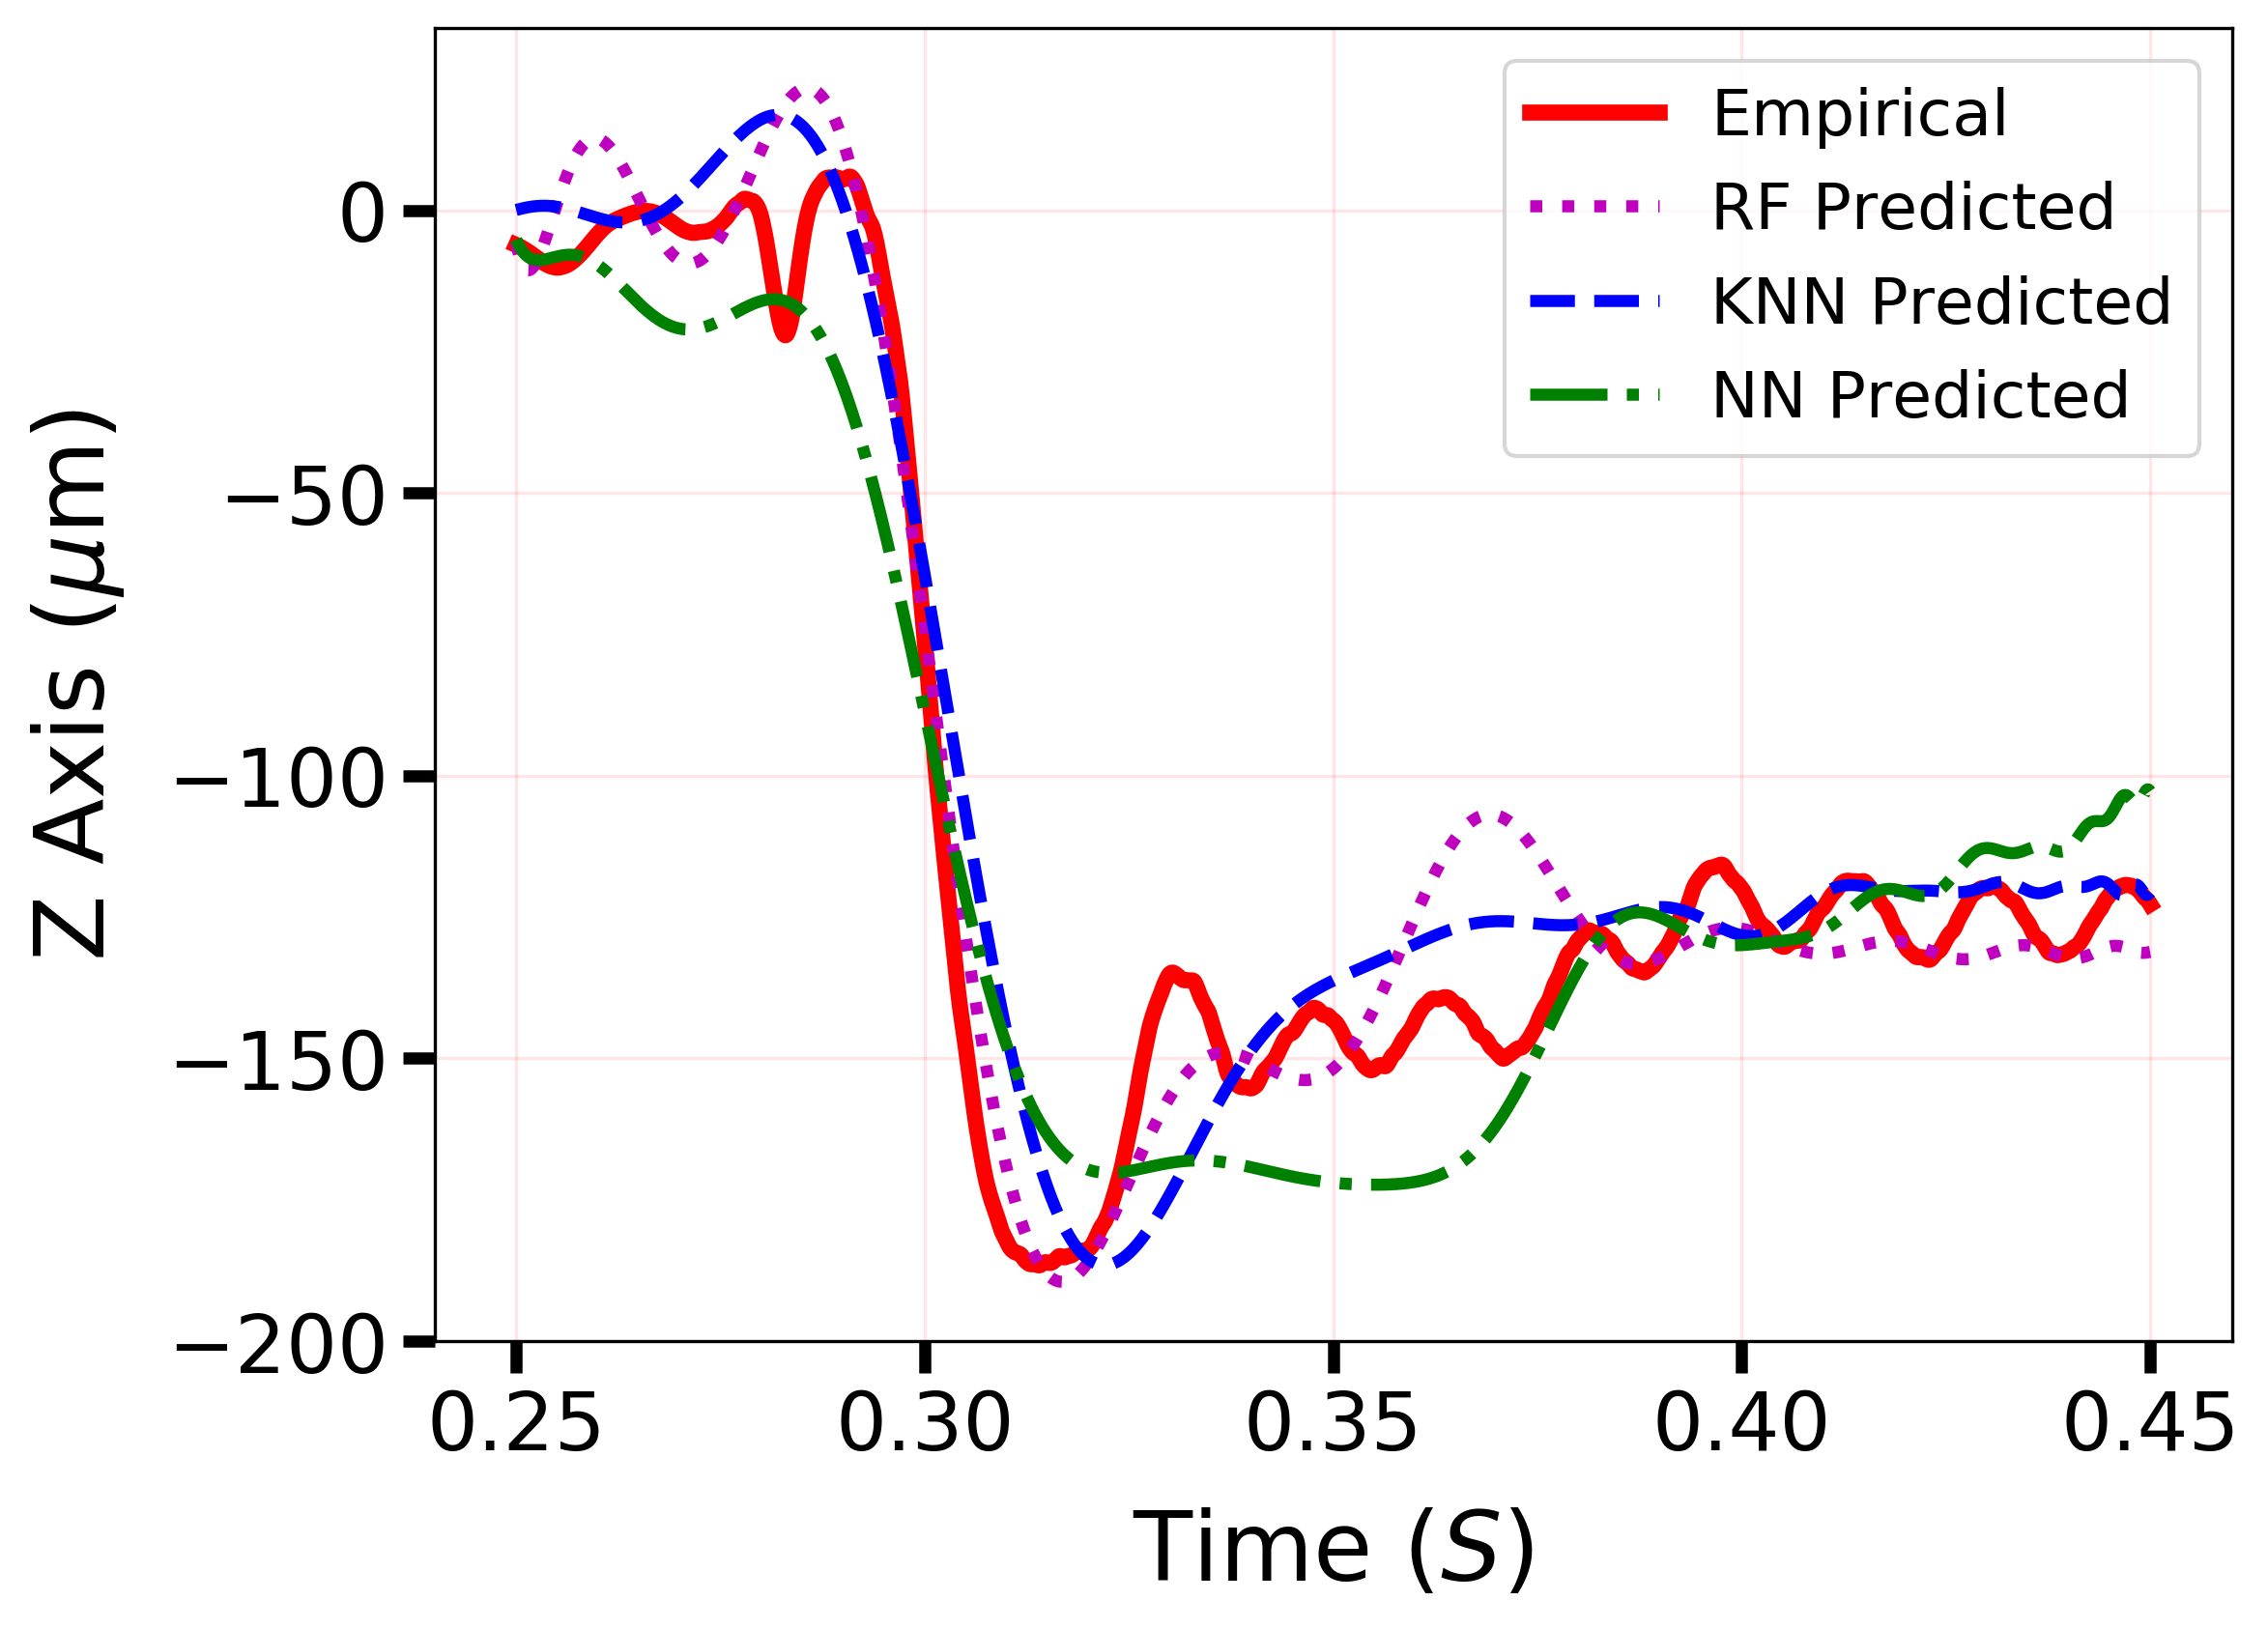 Empirical
RF Predicted
KNN Predicted
NN Predicted
0
−50
−100
−150
−200
Z Axis (μm)
0.25 0.30 0.35 0.40 0.45
Time (S)